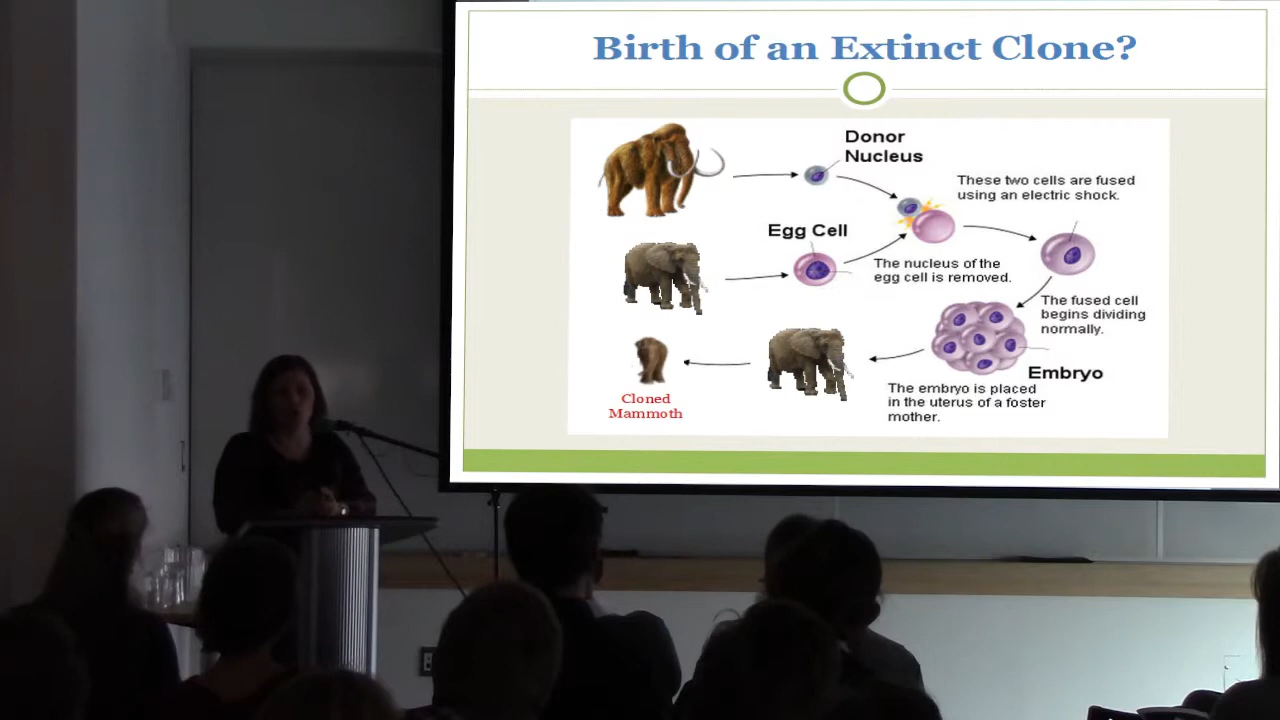 Birth of an Extinct Clone?
Donor
Nucleus
These two cells are fused
using an electric shock.
Egg Cell
The nucleus of the
egg cell is removed.
The fused cell
begins dividing
normally.
Embryo
The embryo is placed
in the uterus of a foster
mother.
Cloned
Mammoth